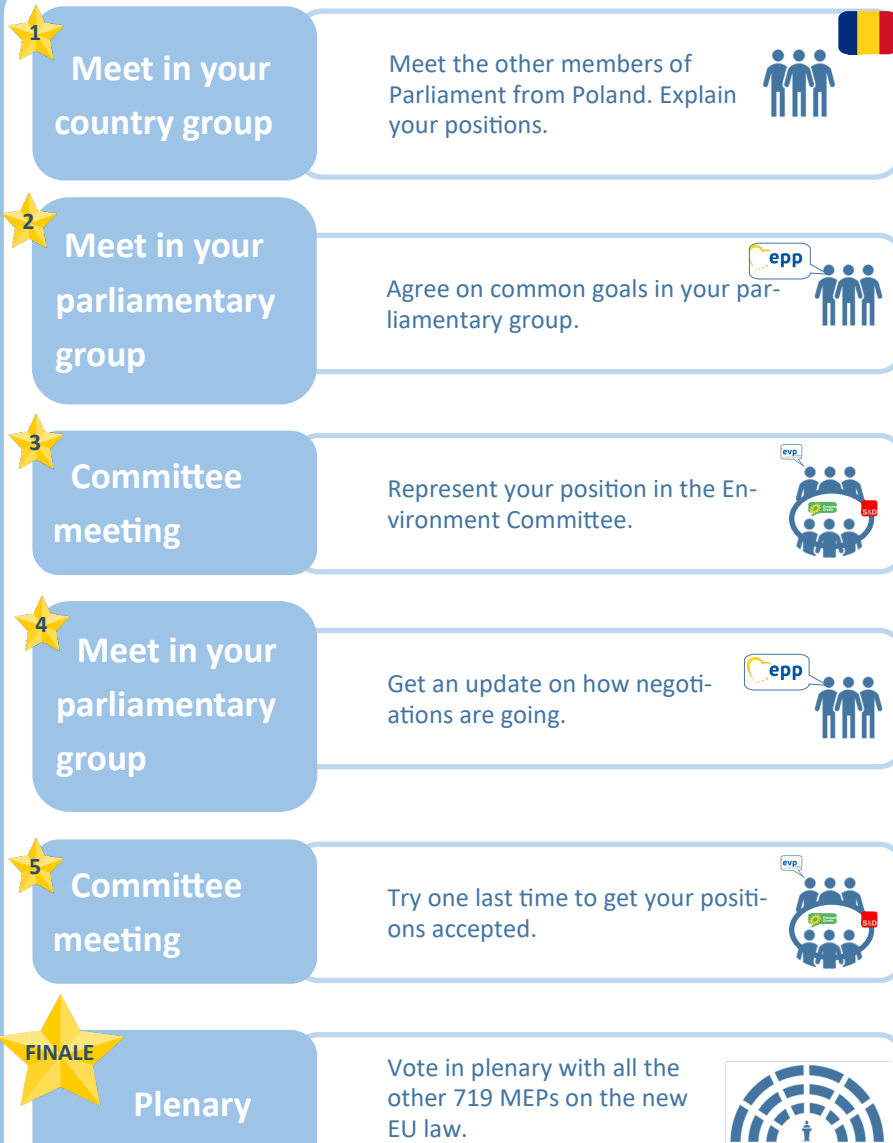 1
Meet in your
country group
Meet the other members of
Parliament from Poland. Explain
your positions.
2
Meet in your
parliamentary
group
epp
Agree on common goals in your par-
liamentary group.
3
Committee
meeting
evp
Represent your position in the En-
vironment Committee.
S&D
4
Meet in your
parliamentary
group
epp
Get an update on how negoti-
ations are going.
5
Committee
meeting
evp
Try one last time to get your positi-
ons accepted.
S&D
FINALE
Plenary
Vote in plenary with all the
other 719 MEPs on the new
EU law.